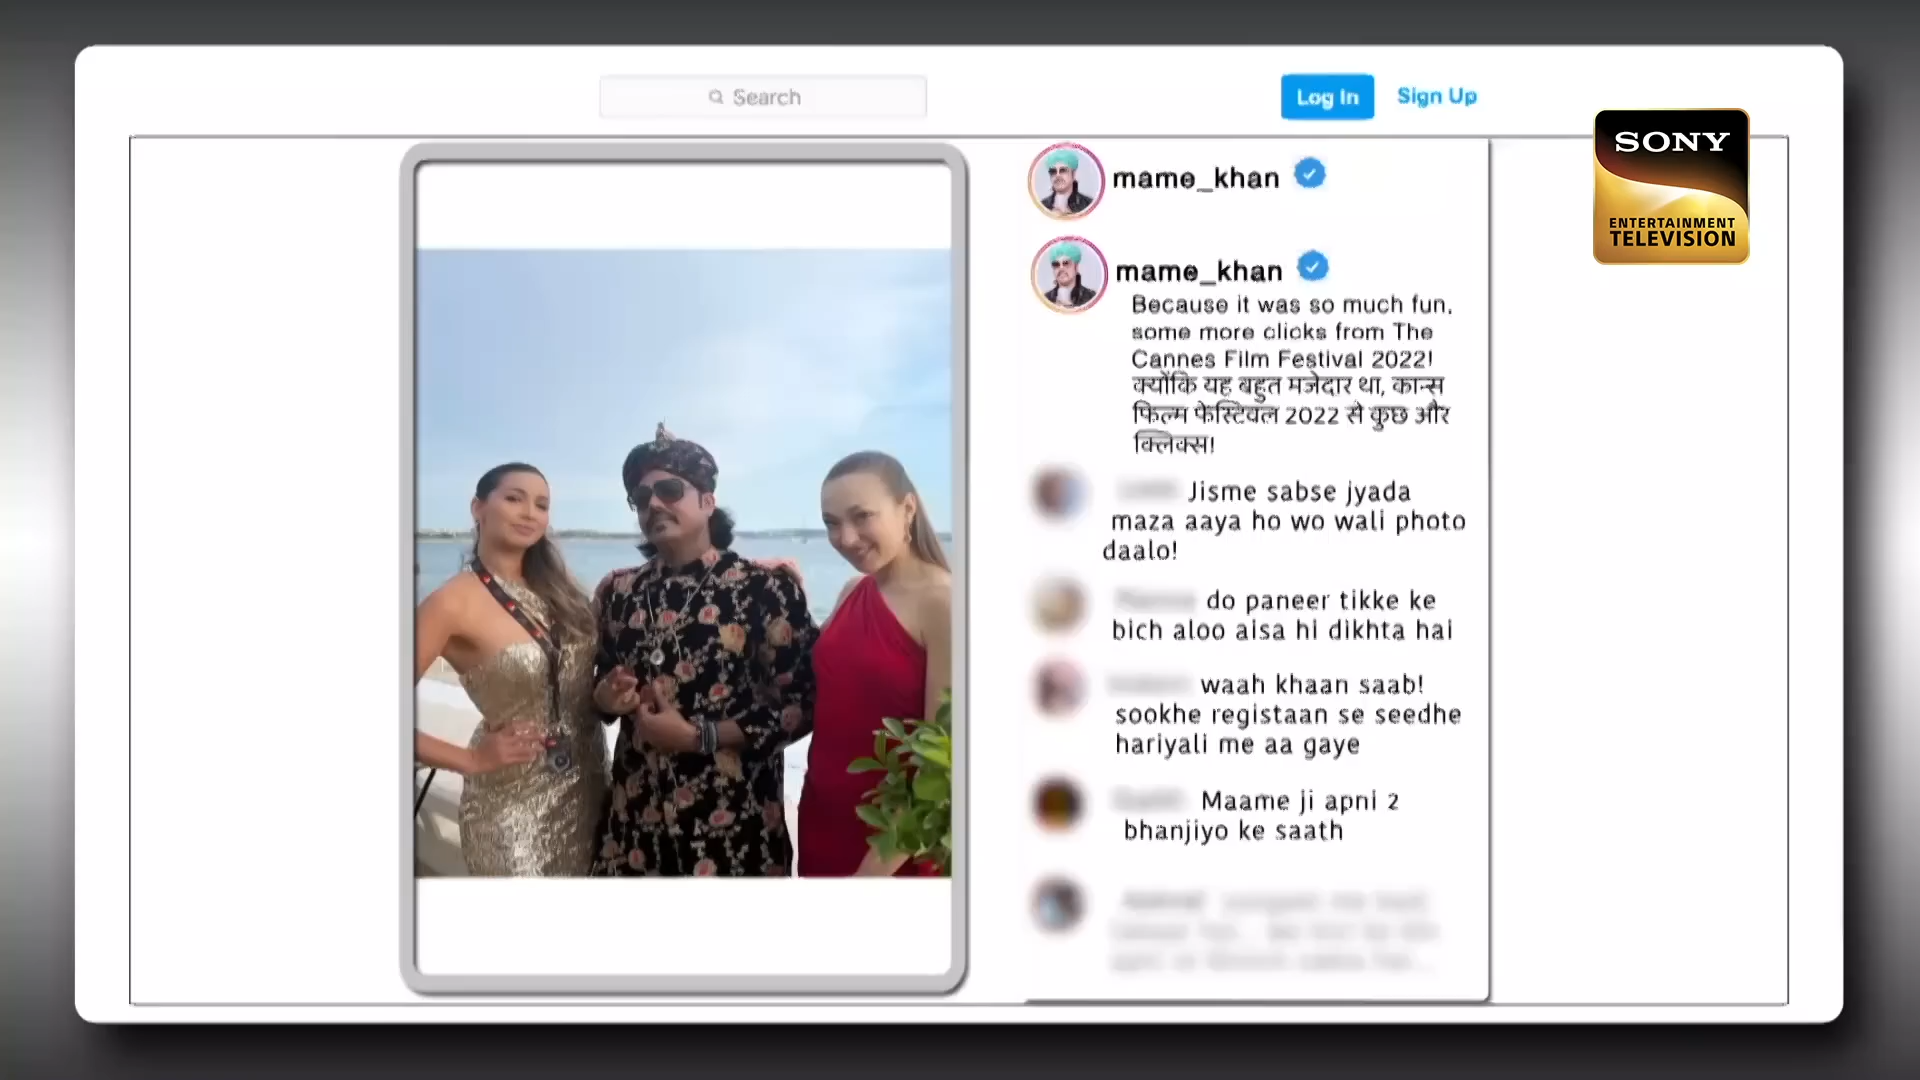 Search
Log In
Sign Up
SONY
ENTERTAINMENT
TELEVISION
mame_khan
mame_khan
Because it was so much fun,
some more clicks from The
Cannes Film Festival 2022!
क्योंकि यह बहुत मजेदार था, कान्स
फिल्म फेस्टिवल 2022 से कुछ और
क्लिक्स!
Jisme sabse jyada
maza aaya ho wo wali photo
daalo!
do paneer tikke ke
bich aloo aisa hi dikhta hai
waah khaan saab!
sookhe registaan se seedhe
hariyali me aa gaye
Maame ji apni 2
bhanjiyo ke saath